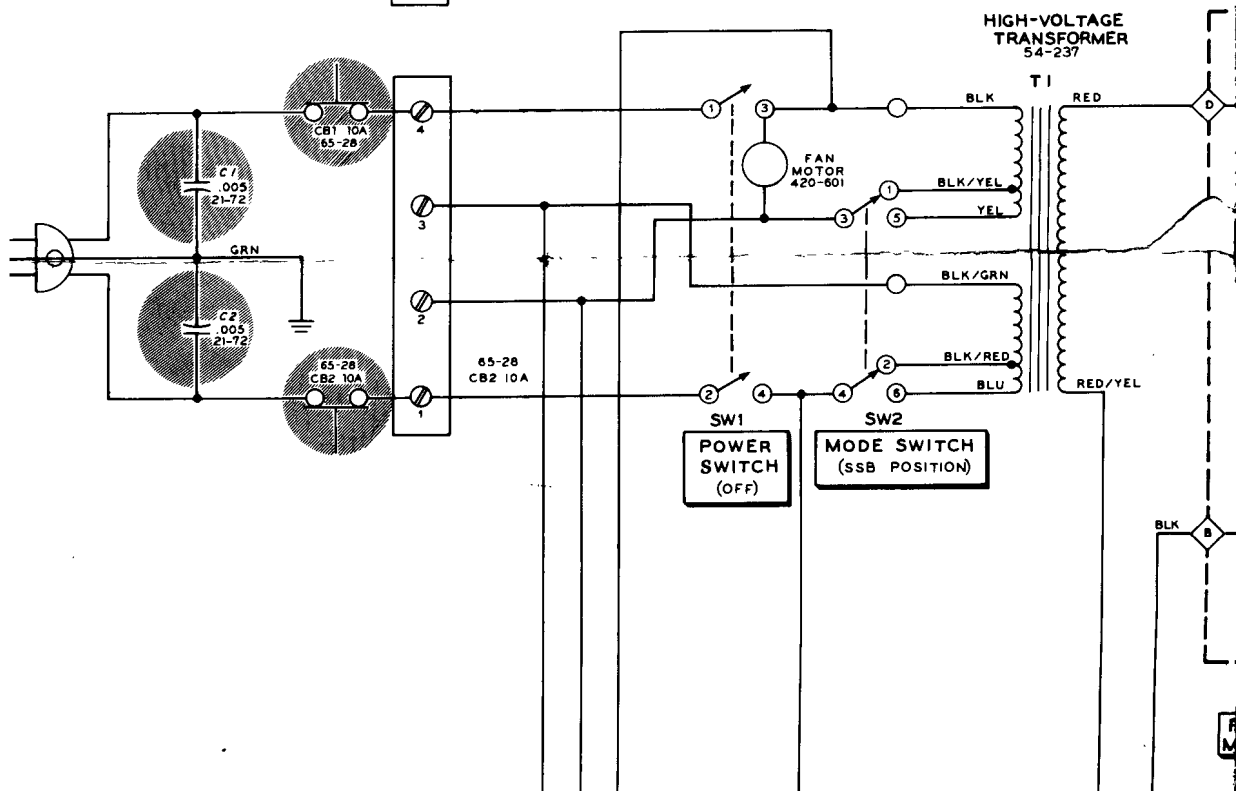 HIGH-VOLTAGE
TRANSFORMER
54-237
T1
BLK
RED
D
CB1 10A
65-28
4
1
3
C1
.005
21-72
FAN
MOTOR
420-601
BLK/YEL
1
3
YEL
5
3
GRN
BLK/GRN
2
C2
.005
21-72
65-28
CB2 10A
65-28
CB2 10A
BLK/RED
2
BLU
RED/YEL
1
2
4
4
6
SW1
SW2
POWER
SWITCH
(OFF)
MODE SWITCH
(SSB POSITION)
BLK
B